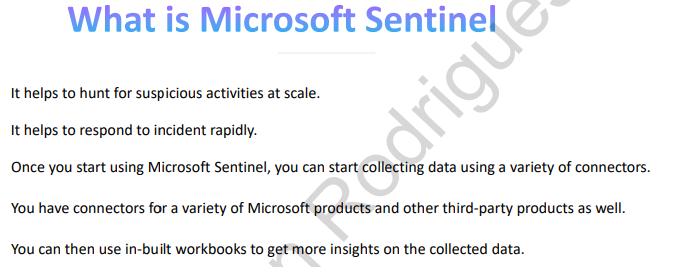 What is Microsoft Sentinel
It helps to hunt for suspicious activities at scale.
It helps to respond to incident rapidly.
Once you start using Microsoft Sentinel, you can start collecting data using a variety of connectors.
You have connectors for a variety of Microsoft products and other third-party products as well.
You can then use in-built workbooks to get more insights on the collected data.